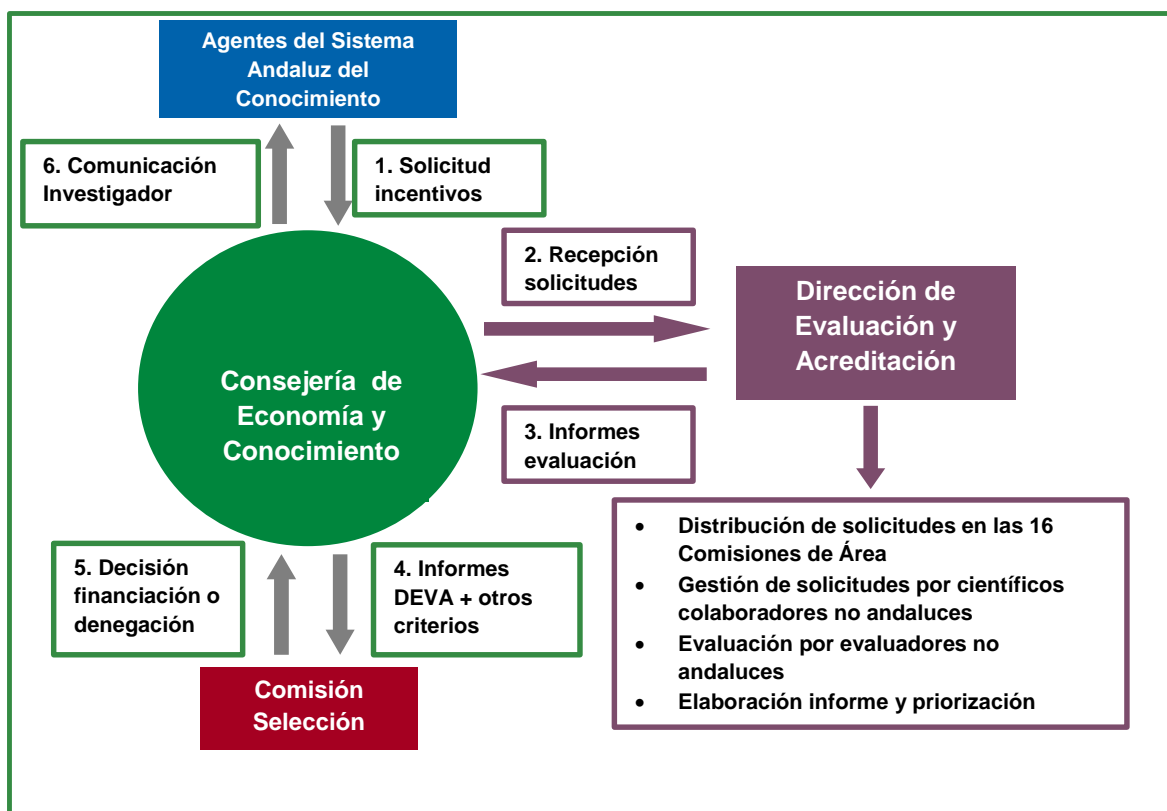 Agentes del Sistema
Andaluz del
Conocimiento
6. Comunicación
Investigador
1. Solicitud
incentivos
2. Recepción
solicitudes
Dirección de
Evaluación y
Acreditación
Consejería de
Economía y
Conocimiento
3. Informes
evaluación
5. Decisión
financiación o
denegación
4. Informes
DEVA + otros
criterios
Comisión
Selección
• Distribución de solicitudes en las 16
Comisiones de Área
• Gestión de solicitudes por científicos
colaboradores no andaluces
• Evaluación por evaluadores no
andaluces
• Elaboración informe y priorización